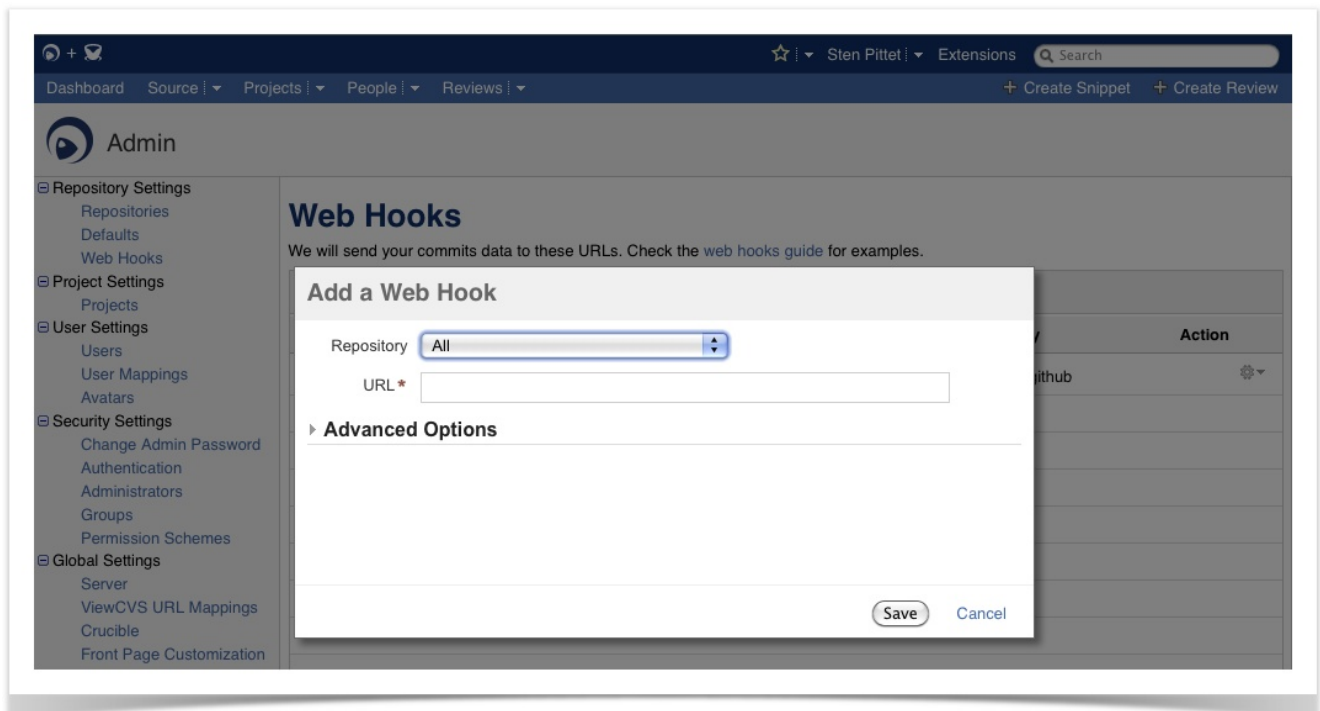 +
Sten Pittet Extensions Search
Dashboard Source Projects People Reviews + Create Snippet + Create Review
Admin
Repository Settings
Repositories
Defaults
Web Hooks
Project Settings
Projects
User Settings
Users
User Mappings
Avatars
Security Settings
Change Admin Password
Authentication
Administrators
Groups
Permission Schemes
Global Settings
Server
ViewCVS URL Mappings
Crucible
Front Page Customization
Web Hooks
We will send your commits data to these URLs. Check the web hooks guide for examples.
Action
Add a Web Hook
Repository All
URL*
Advanced Options
Save Cancel